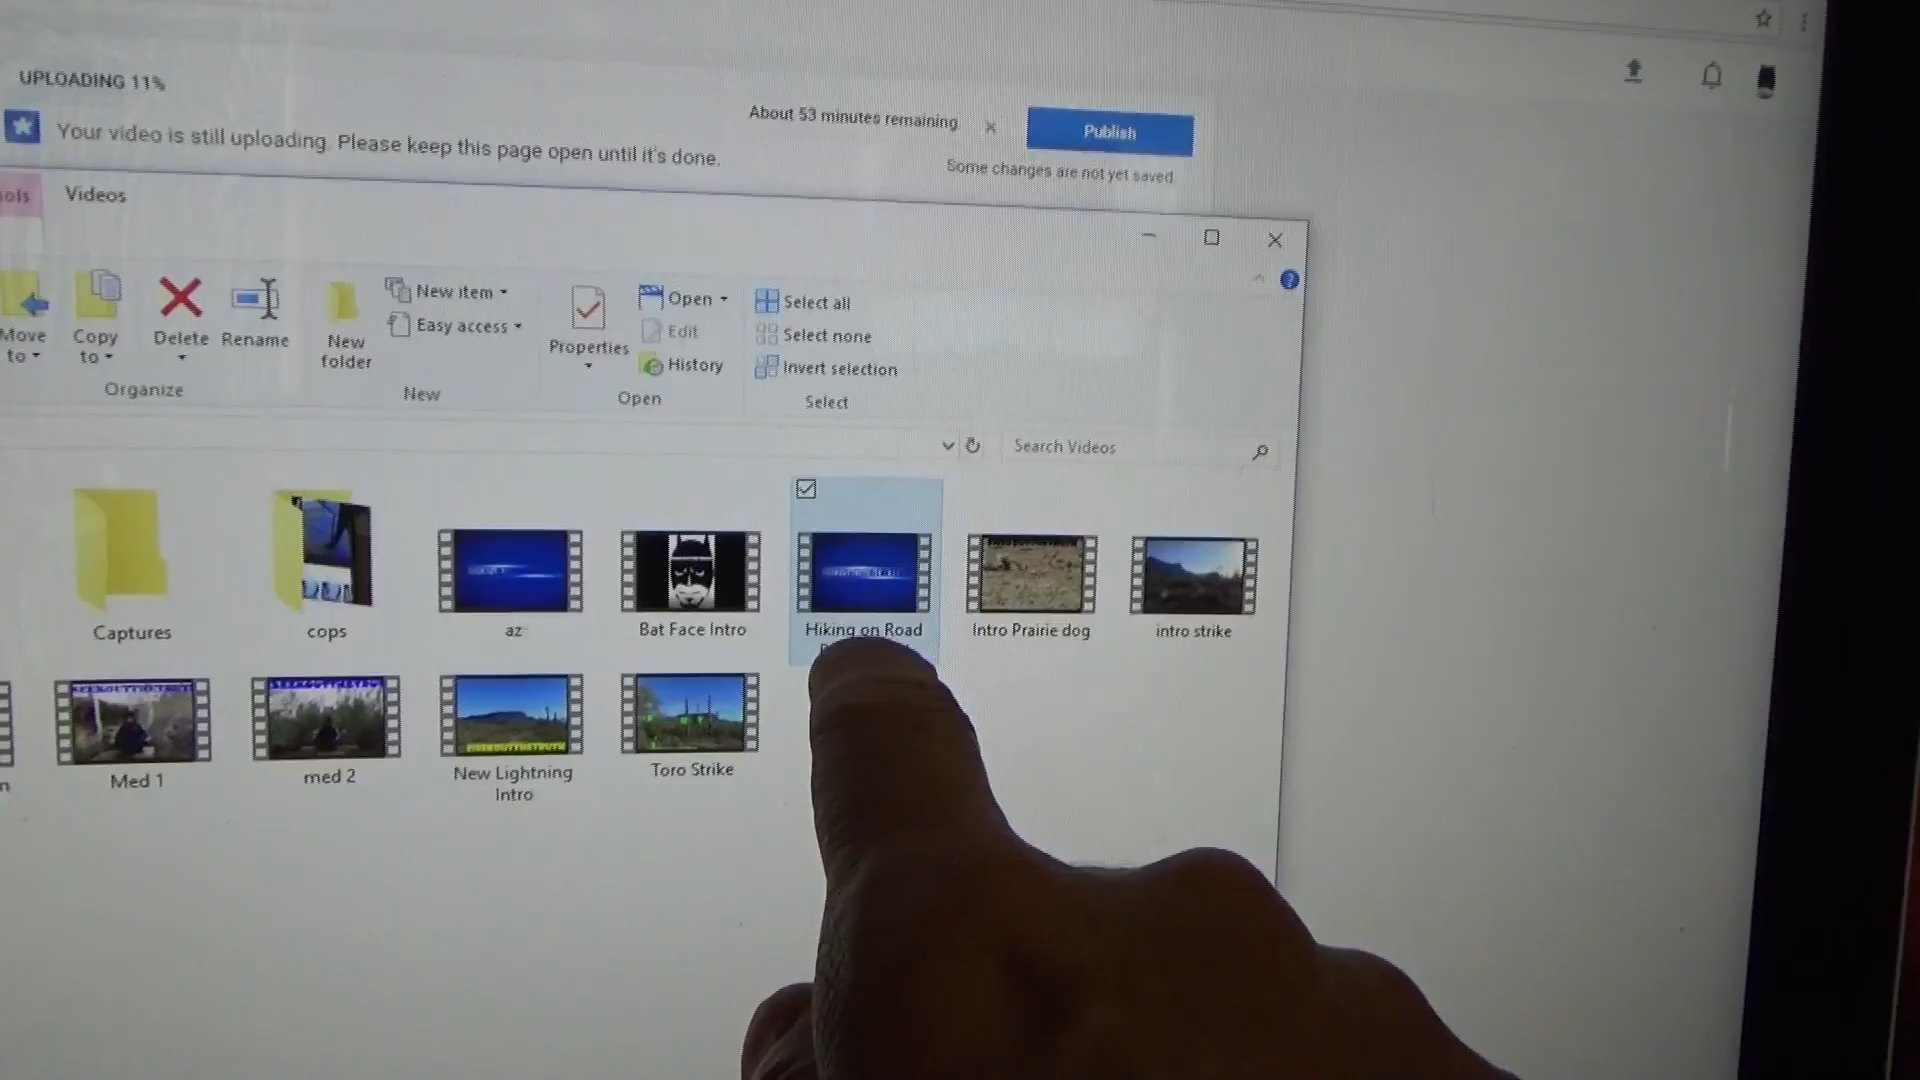 UPLOADING 11%
About 53 minutes remaining
Publish
Your video is still uploading. Please keep this page open until it's done.
Some changes are not yet saved
ols
Videos
Move to
Copy to
Delete
Rename
New folder
New item
Easy access
Properties
Open
Edit
History
Select all
Select none
Invert selection
Organize
New
Open
Select
Search Videos
Captures
cops
az
Bat Face Intro
Hiking on Road
Intro Prairie dog
intro strike
n
Med 1
med 2
New Lightning
Intro
Toro Strike